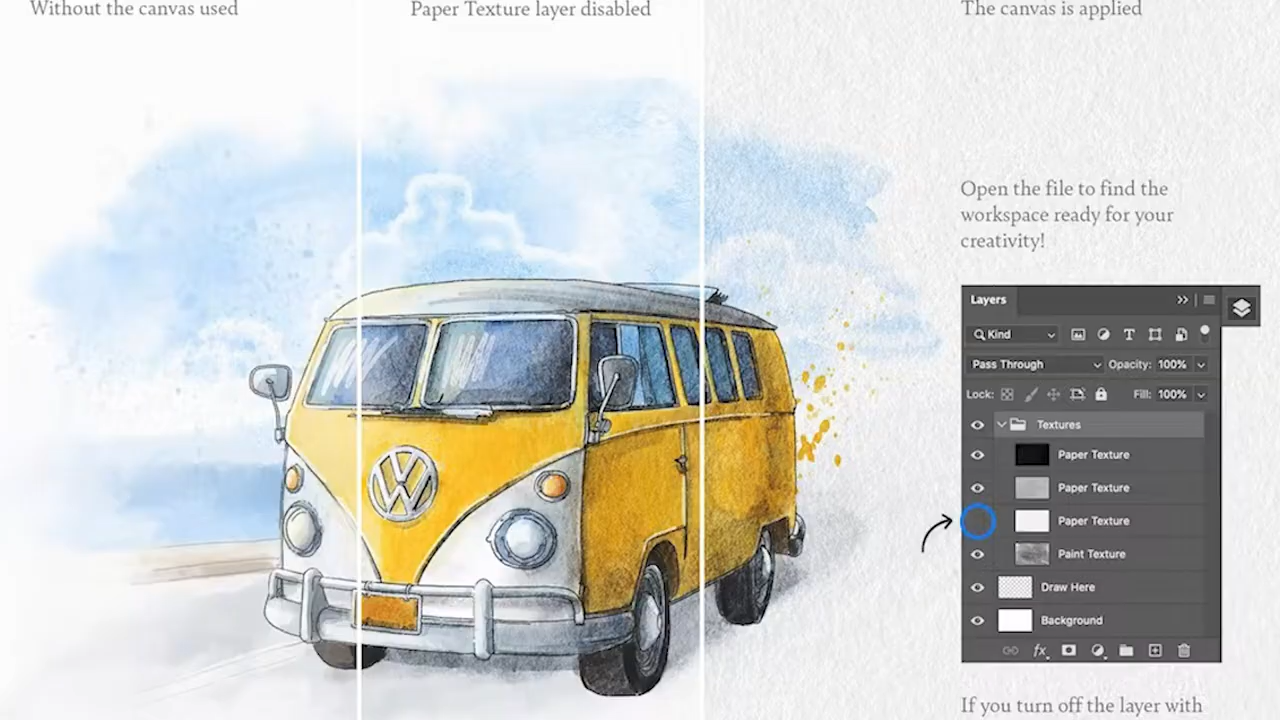 Without the canvas used
Paper Texture layer disabled
The canvas is applied
Open the file to find the
workspace ready for your
creativity!
Layers
Kind
Pass Through
Opacity: 100%
Lock:
Fill: 100%
Textures
Paper Texture
Paper Texture
Paper Texture
Paint Texture
Draw Here
Background
fx
If you turn off the layer with